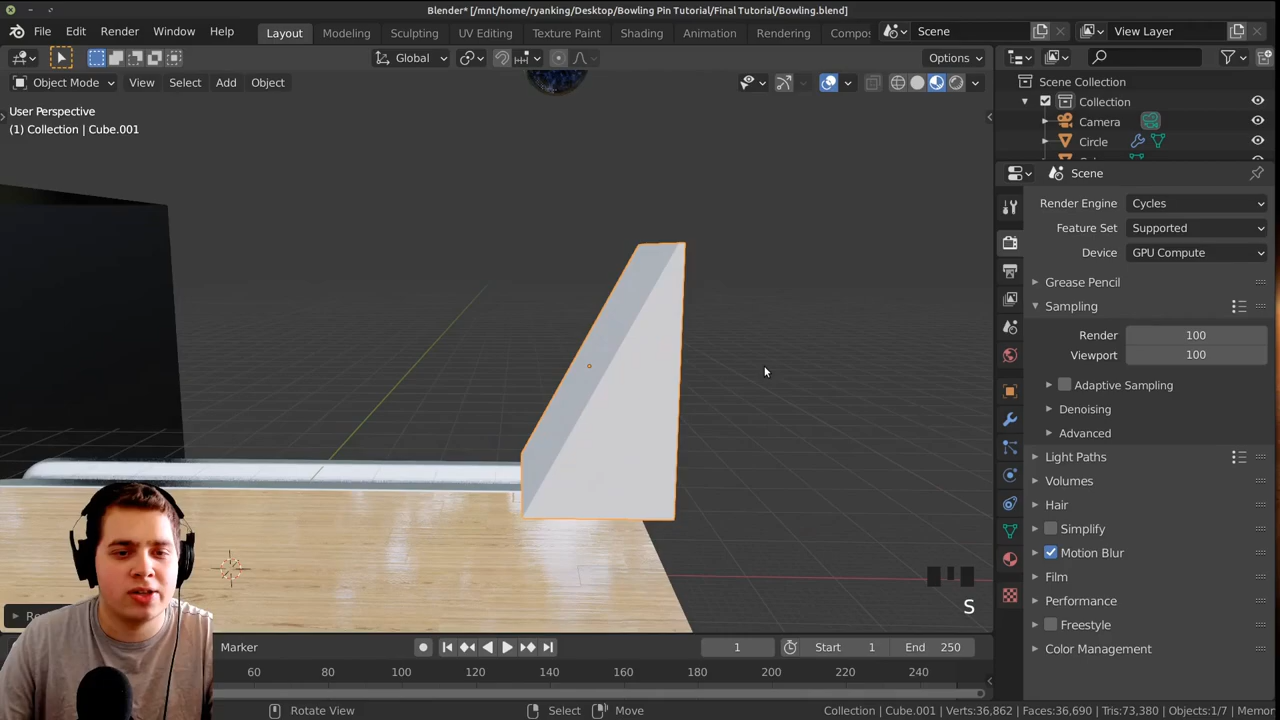 Blender* [/mnt/home/ryanking/Desktop/Bowling Pin Tutorial/Final Tutorial/Bowling.blend]
File Edit Render Window Help Layout Modeling Sculpting UV Editing Texture Paint Shading Animation Rendering Compos Scene View Layer
Global Options
Object Mode View Select Add Object
User Perspective
(1) Collection | Cube.001
Scene Collection
Collection
Camera
Circle
Scene
Render Engine Cycles
Feature Set Supported
Device GPU Compute
Grease Pencil
Sampling
Render 100
Viewport 100
Adaptive Sampling
Denoising
Advanced
Light Paths
Volumes
Hair
Simplify
Motion Blur
Film
Performance
Freestyle
Color Management
S
Marker 1 Start 1 End 250
60 80 100 120 140 160 180 200 220 240
Rotate View Select Move Collection | Cube.001 | Verts:36,862 | Faces:36,690 | Tris:73,380 | Objects:1/7 | Memor